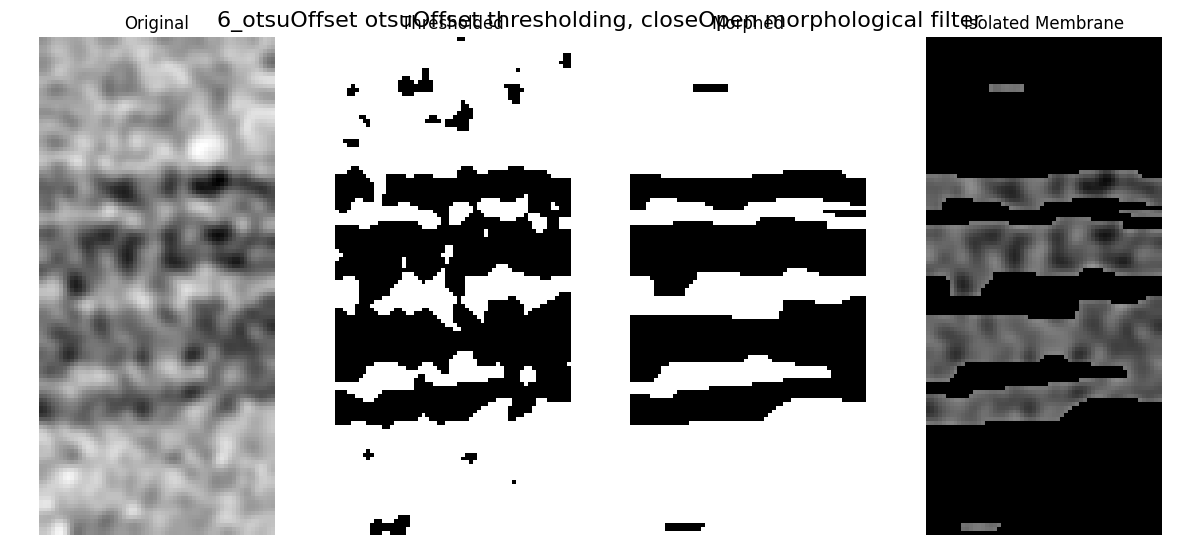 6_otsuOffset otsuOffset thresholding, closeOpen morphological filter
Original
Thresholded
Morphed
Isolated Membrane